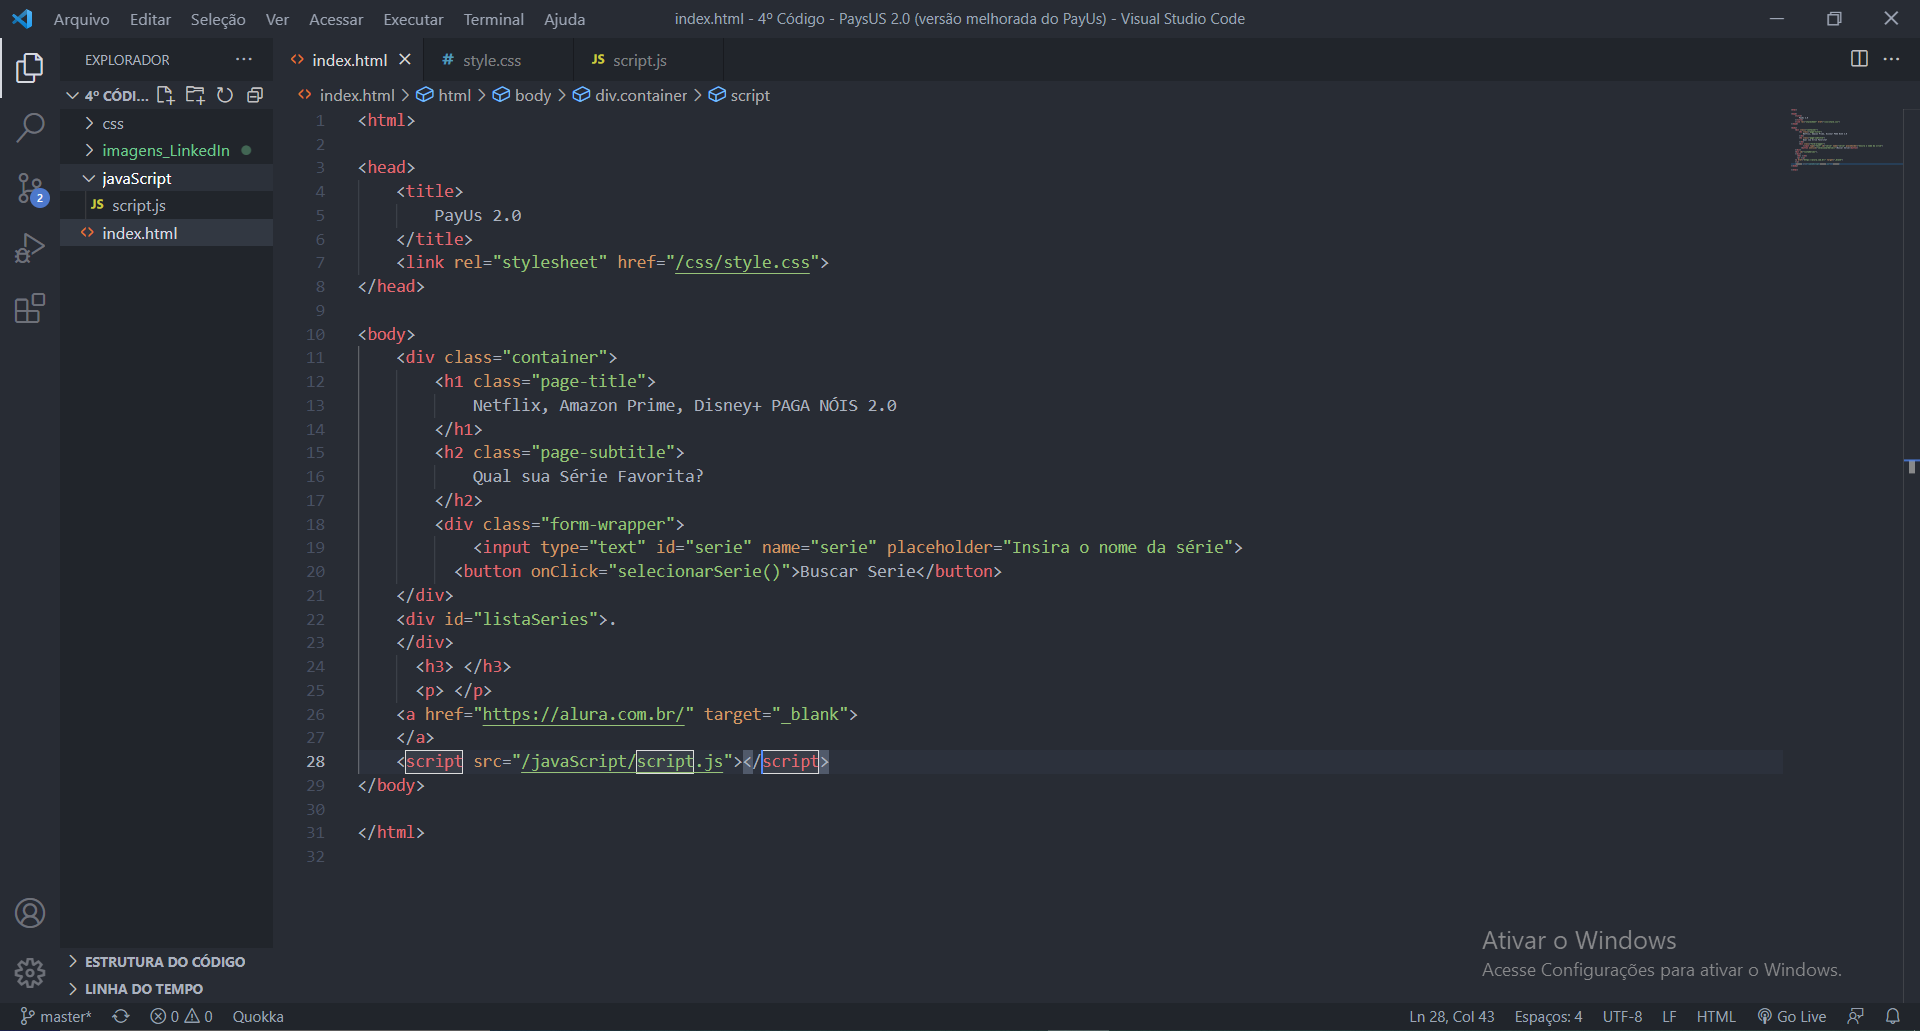 Arquivo Editar Seleção Ver Acessar Executar Terminal Ajuda
index.html - 4º Código - PaysUS 2.0 (versão melhorada do PayUs) - Visual Studio Code
EXPLORADOR ···
index.html
# style.css
JS script.js
4º CÓDI...
index.html > html > body > div.container > script
css
imagens_LinkedIn
javaScript
JS script.js
index.html
2
1 <html>
2
3 <head>
4 <title>
5 PayUs 2.0
6 </title>
7 <link rel="stylesheet" href="/css/style.css">
8 </head>
9
10 <body>
11 <div class="container">
12 <h1 class="page-title">
13 Netflix, Amazon Prime, Disney+ PAGA NÓIS 2.0
14 </h1>
15 <h2 class="page-subtitle">
16 Qual sua Série Favorita?
17 </h2>
18 <div class="form-wrapper">
19 <input type="text" id="serie" name="serie" placeholder="Insira o nome da série">
20 <button onClick="selecionarSerie()">Buscar Serie</button>
21 </div>
22 <div id="listaSeries">.
23 </div>
24 <h3> </h3>
25 <p> </p>
26 <a href="https://alura.com.br/" target="_blank">
27 </a>
28 <script src="/javaScript/script.js"></script>
29 </body>
30
31 </html>
32
Ativar o Windows
Acesse Configurações para ativar o Windows.
ESTRUTURA DO CÓDIGO
LINHA DO TEMPO
master* 0 0 Quokka
Ln 28, Col 43 Espaços: 4 UTF-8 LF HTML Go Live